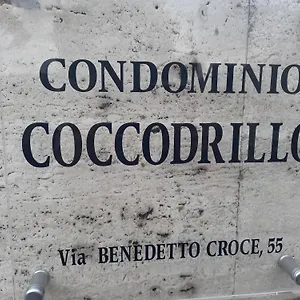 CONDOMINIO
COCCODRILLO
Via BENEDETTO CROCE, 55